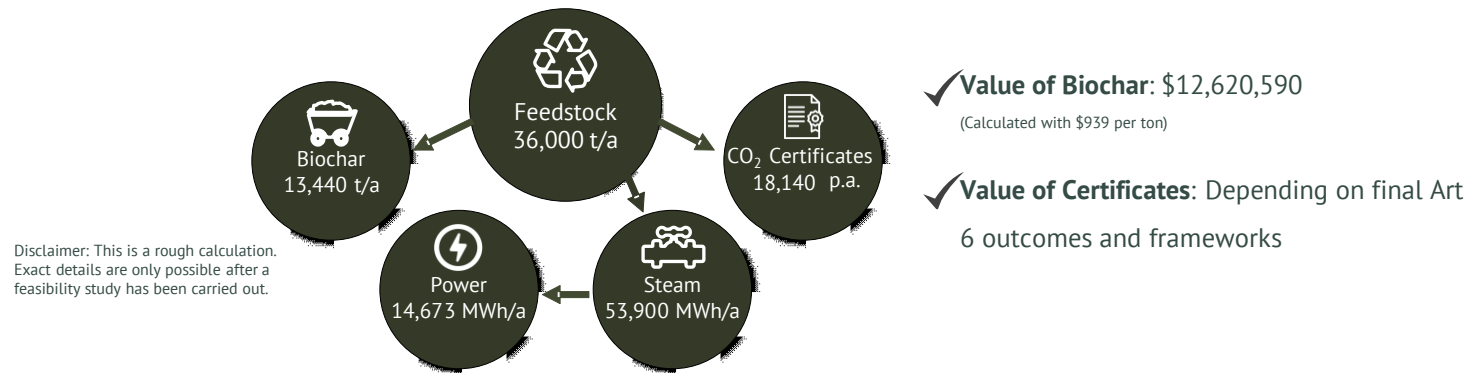 Feedstock
36,000 t/a
Biochar
13,440 t/a
CO₂ Certificates
18,140 p.a.
Power
14,673 MWh/a
Steam
53,900 MWh/a
Disclaimer: This is a rough calculation.
Exact details are only possible after a
feasibility study has been carried out.
Value of Biochar: $12,620,590
(Calculated with $939 per ton)
Value of Certificates: Depending on final Art
6 outcomes and frameworks